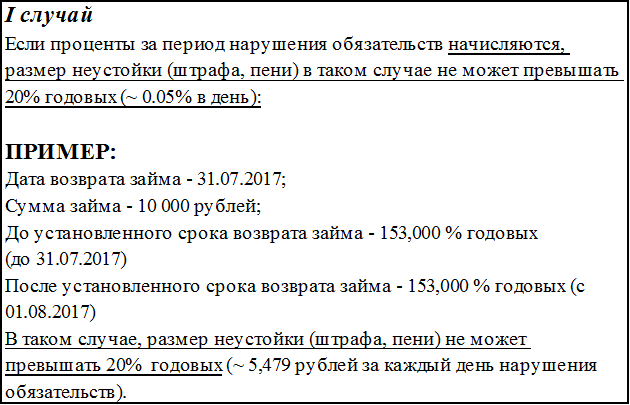 I случай
Если проценты за период нарушения обязательств начисляются,
размер неустойки (штрафа, пени) в таком случае не может превышать
20% годовых (~ 0.05% в день):
ПРИМЕР:
Дата возврата займа - 31.07.2017;
Сумма займа - 10 000 рублей;
До установленного срока возврата займа - 153,000 % годовых
(до 31.07.2017)
После установленного срока возврата займа - 153,000 % годовых (с
01.08.2017)
В таком случае, размер неустойки (штрафа, пени) не может
превышать 20% годовых (~ 5,479 рублей за каждый день нарушения
обязательств).